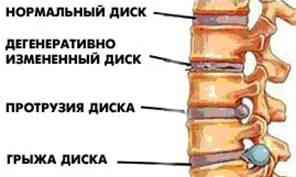 НОРМАЛЬНЫЙ ДИСК
ДЕГЕНЕРАТИВНО
ИЗМЕНЕННЫЙ ДИСК
ПРОТРУЗИЯ ДИСКА
ГРЫЖА ДИСКА